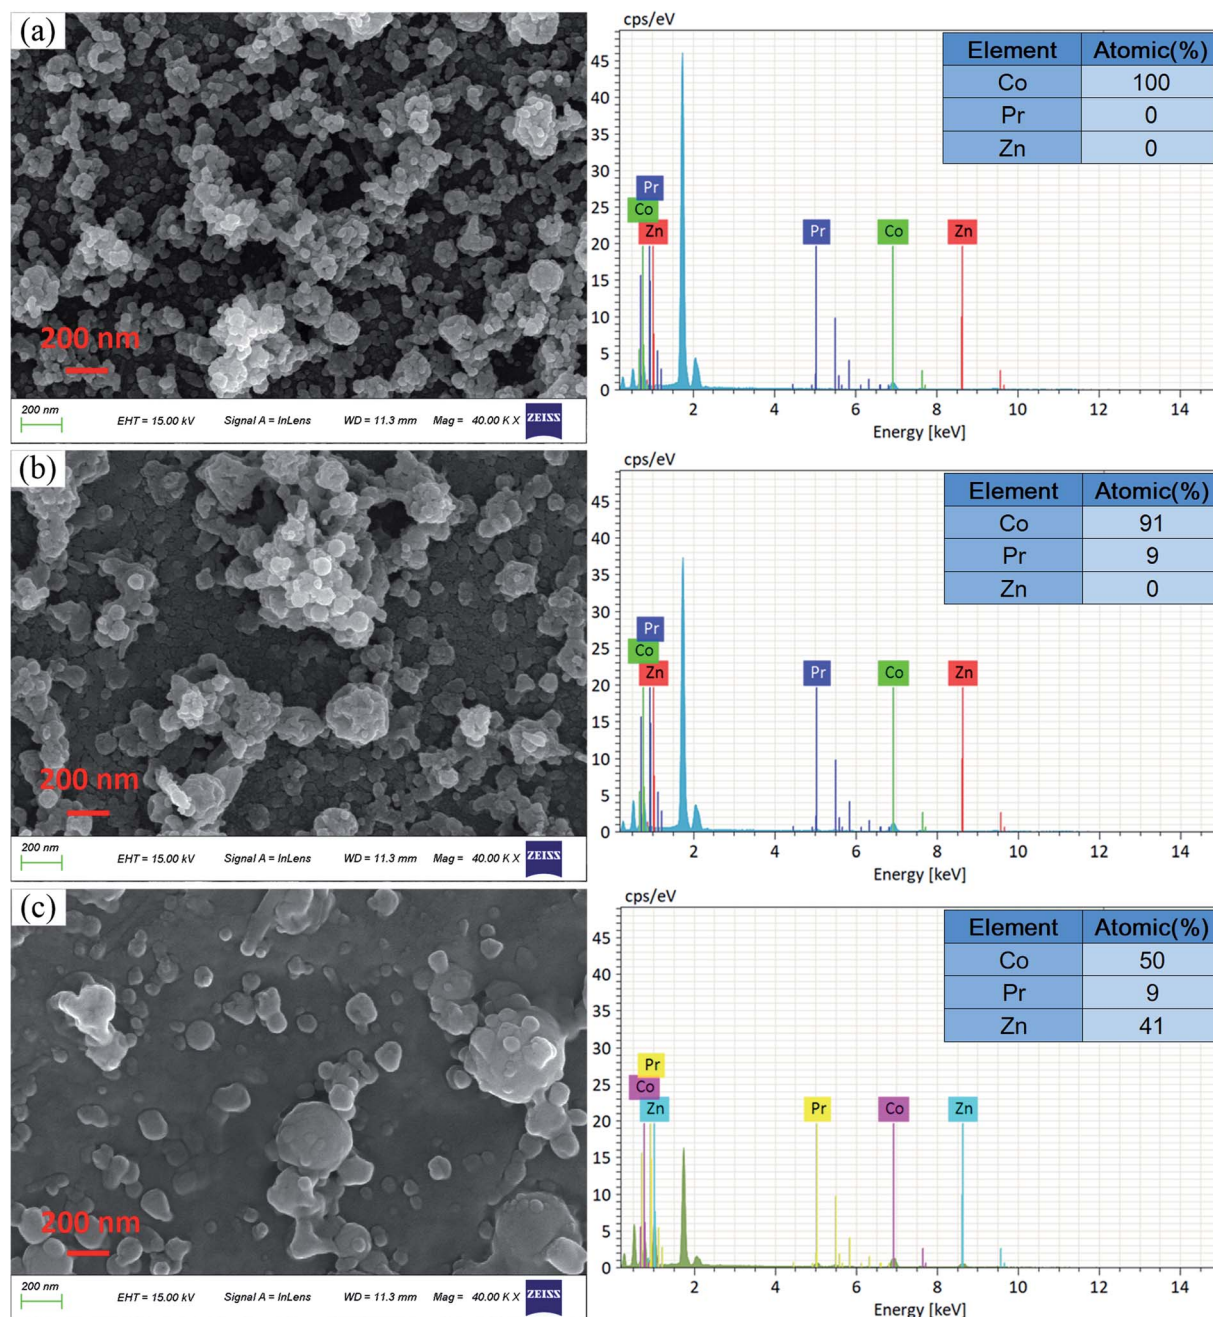 (a)
200 nm
200 nm
EHT = 15.00 kV Signal A = InLens WD = 11.3 mm Mag = 40.00 K X ZEISS
cps/eV
Element Atomic(%)
Co 100
Pr 0
Zn 0
45
40
35
30
25
20
15
10
5
0
Pr
Co
Zn
Pr
Co
Zn
2 4 6 8 10 12 14
Energy [keV]
(b)
200 nm
200 nm
EHT = 15.00 kV Signal A = InLens WD = 11.3 mm Mag = 40.00 K X ZEISS
cps/eV
Element Atomic(%)
Co 91
Pr 9
Zn 0
45
40
35
30
25
20
15
10
5
0
Pr
Co
Zn
Pr
Co
Zn
2 4 6 8 10 12 14
Energy [keV]
(c)
200 nm
200 nm
EHT = 15.00 kV Signal A = InLens WD = 11.3 mm Mag = 40.00 K X ZEISS
cps/eV
Element Atomic(%)
Co 50
Pr 9
Zn 41
45
40
35
30
25
20
15
10
5
0
Pr
Co
Zn
Pr
Co
Zn
2 4 6 8 10 12 14
Energy [keV]